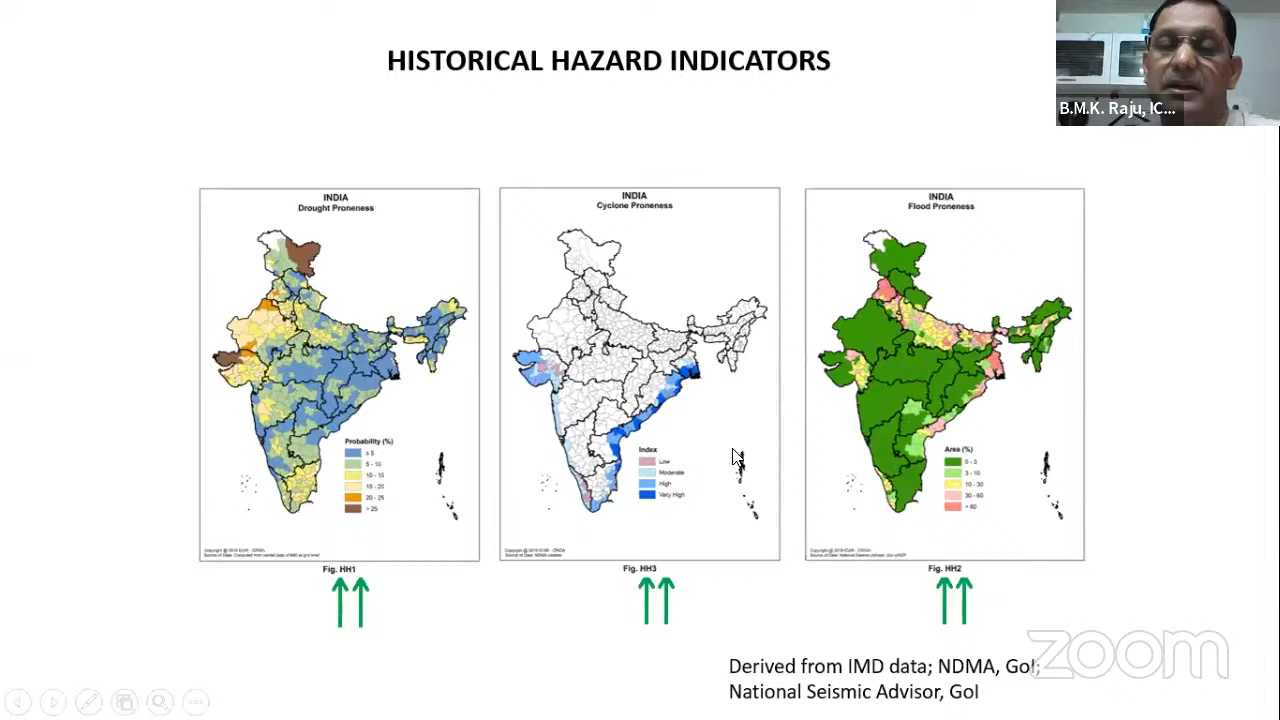 HISTORICAL HAZARD INDICATORS
B.M.K. Raju, IC...
INDIA
Drought Proneness
Probability (%)
≤ 5
5 - 10
10 - 15
15 - 20
20 - 25
> 25
Fig. HH1
INDIA
Cyclone Proneness
Index
Low
Moderate
High
Very High
Fig. HH3
INDIA
Flood Proneness
Area (%)
0 - 3
3 - 10
10 - 30
30 - 60
> 60
Fig. HH2
Derived from IMD data; NDMA, GoI;
National Seismic Advisor, GoI
zoom